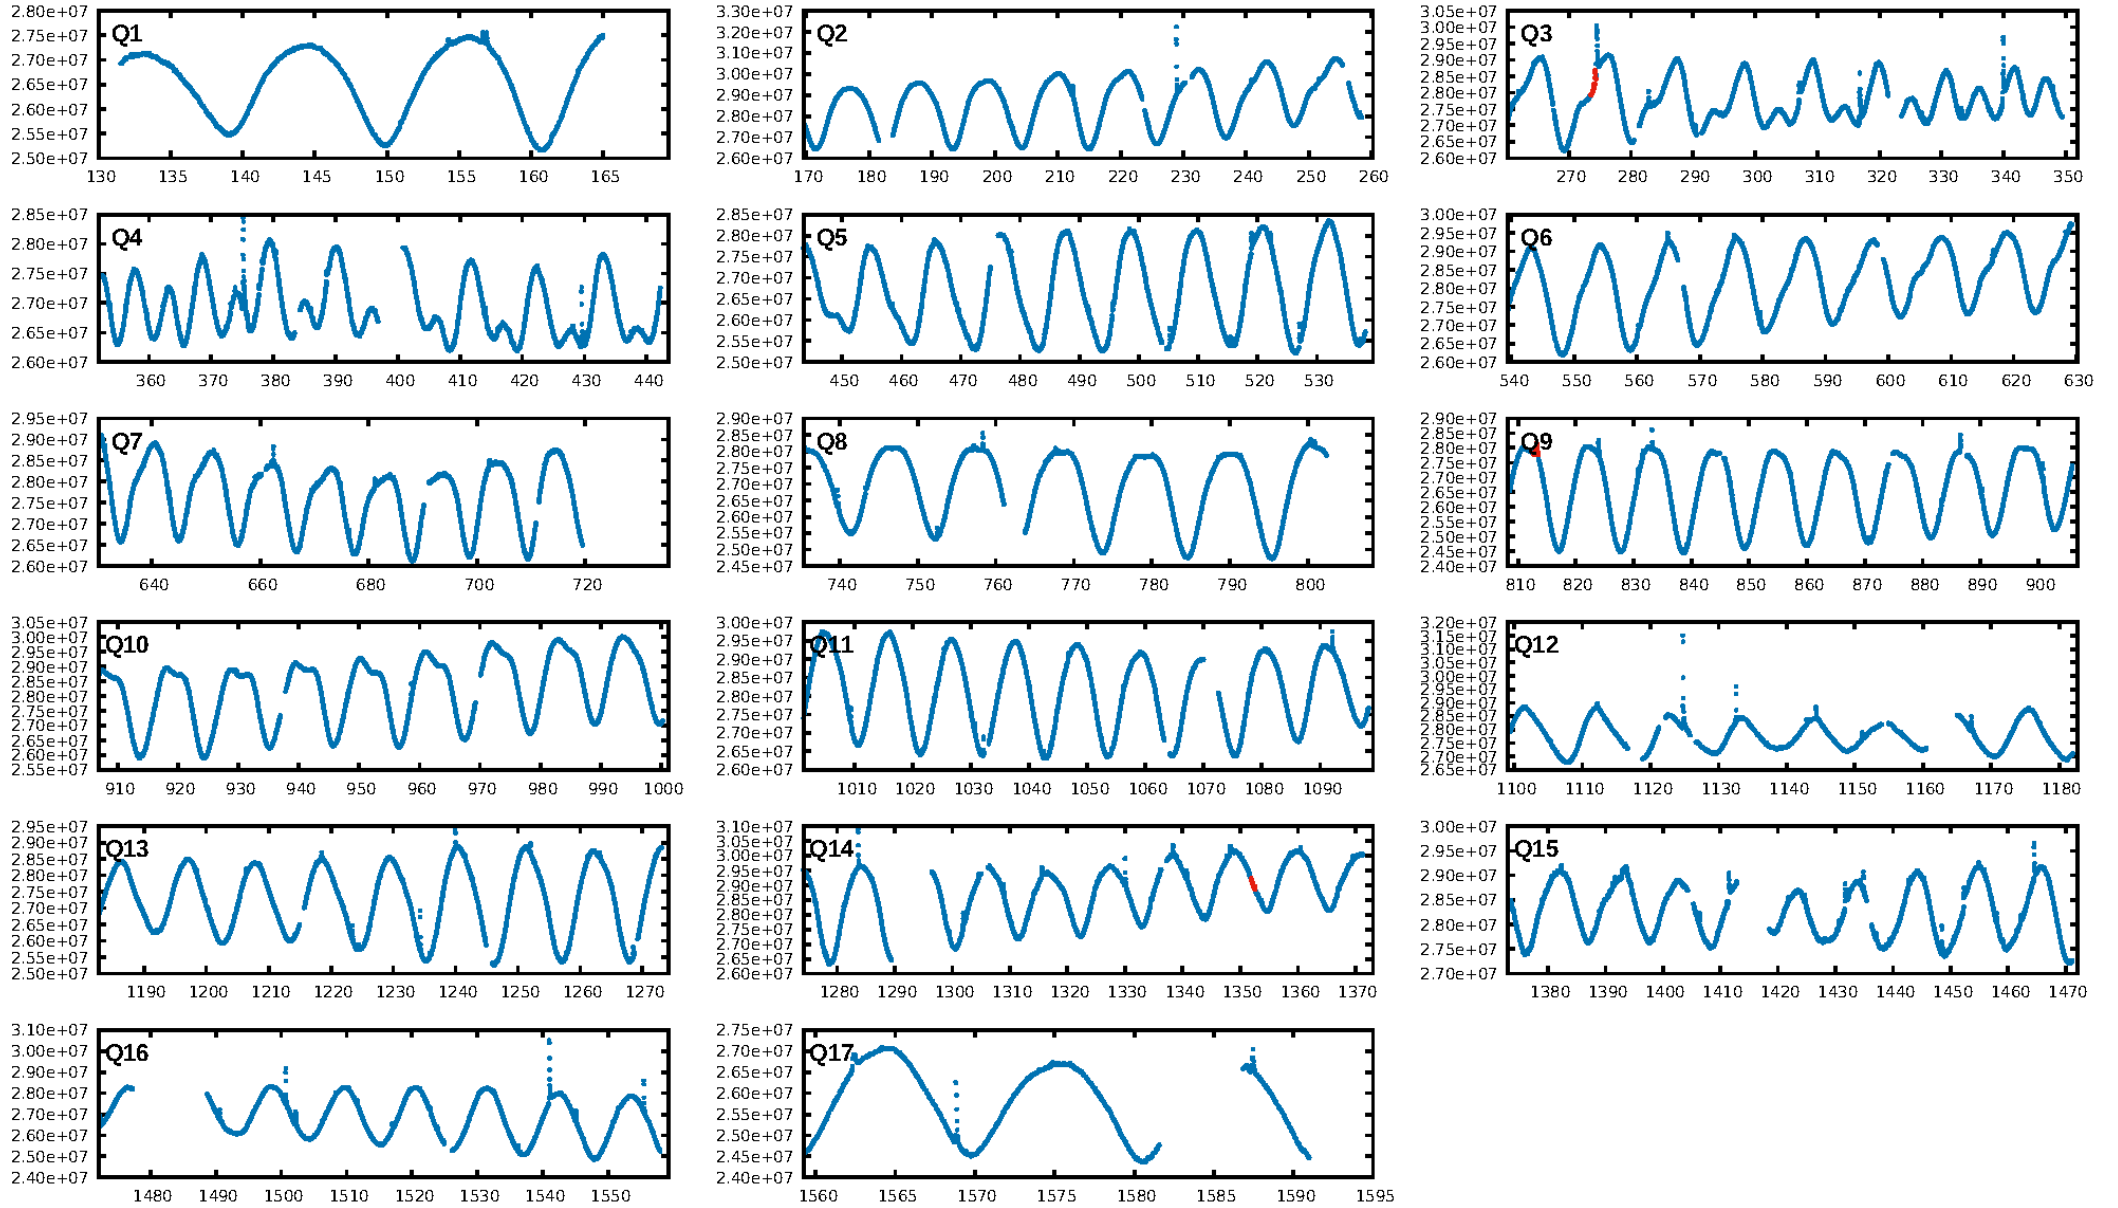 2.80e+07 2.75e+07 2.70e+07 2.65e+07 2.60e+07 2.55e+07 2.50e+07
Q1
130 135 140 145 150 155 160 165
3.30e+07 3.20e+07 3.10e+07 3.00e+07 2.90e+07 2.80e+07 2.70e+07 2.60e+07
Q2
170 180 190 200 210 220 230 240 250 260
3.05e+07 3.00e+07 2.95e+07 2.90e+07 2.85e+07 2.80e+07 2.75e+07 2.70e+07 2.65e+07 2.60e+07
Q3
270 280 290 300 310 320 330 340 350
2.85e+07 2.80e+07 2.75e+07 2.70e+07 2.65e+07 2.60e+07
Q4
360 370 380 390 400 410 420 430 440
2.85e+07 2.80e+07 2.75e+07 2.70e+07 2.65e+07 2.60e+07 2.55e+07 2.50e+07
Q5
450 460 470 480 490 500 510 520 530
3.00e+07 2.95e+07 2.90e+07 2.85e+07 2.80e+07 2.75e+07 2.70e+07 2.65e+07 2.60e+07
Q6
540 550 560 570 580 590 600 610 620 630
2.95e+07 2.90e+07 2.85e+07 2.80e+07 2.75e+07 2.70e+07 2.65e+07 2.60e+07
Q7
640 660 680 700 720
2.90e+07 2.85e+07 2.80e+07 2.75e+07 2.70e+07 2.65e+07 2.60e+07 2.55e+07 2.50e+07 2.45e+07
Q8
740 750 760 770 780 790 800
2.90e+07 2.85e+07 2.80e+07 2.75e+07 2.70e+07 2.65e+07 2.60e+07 2.55e+07 2.50e+07 2.45e+07 2.40e+07
Q9
810 820 830 840 850 860 870 880 890 900
3.05e+07 3.00e+07 2.95e+07 2.90e+07 2.85e+07 2.80e+07 2.75e+07 2.70e+07 2.65e+07 2.60e+07 2.55e+07
Q10
910 920 930 940 950 960 970 980 990 1000
3.00e+07 2.95e+07 2.90e+07 2.85e+07 2.80e+07 2.75e+07 2.70e+07 2.65e+07 2.60e+07
Q11
1010 1020 1030 1040 1050 1060 1070 1080 1090
3.20e+07 3.15e+07 3.10e+07 3.05e+07 3.00e+07 2.95e+07 2.90e+07 2.85e+07 2.80e+07 2.75e+07 2.70e+07 2.65e+07
Q12
1100 1110 1120 1130 1140 1150 1160 1170 1180
2.95e+07 2.90e+07 2.85e+07 2.80e+07 2.75e+07 2.70e+07 2.65e+07 2.60e+07 2.55e+07 2.50e+07
Q13
1190 1200 1210 1220 1230 1240 1250 1260 1270
3.10e+07 3.05e+07 3.00e+07 2.95e+07 2.90e+07 2.85e+07 2.80e+07 2.75e+07 2.70e+07 2.65e+07 2.60e+07
Q14
1280 1290 1300 1310 1320 1330 1340 1350 1360 1370
3.00e+07 2.95e+07 2.90e+07 2.85e+07 2.80e+07 2.75e+07 2.70e+07
Q15
1380 1390 1400 1410 1420 1430 1440 1450 1460 1470
3.10e+07 3.00e+07 2.90e+07 2.80e+07 2.70e+07 2.60e+07 2.50e+07 2.40e+07
Q16
1480 1490 1500 1510 1520 1530 1540 1550
2.75e+07 2.70e+07 2.65e+07 2.60e+07 2.55e+07 2.50e+07 2.45e+07 2.40e+07
Q17
1560 1565 1570 1575 1580 1585 1590 1595